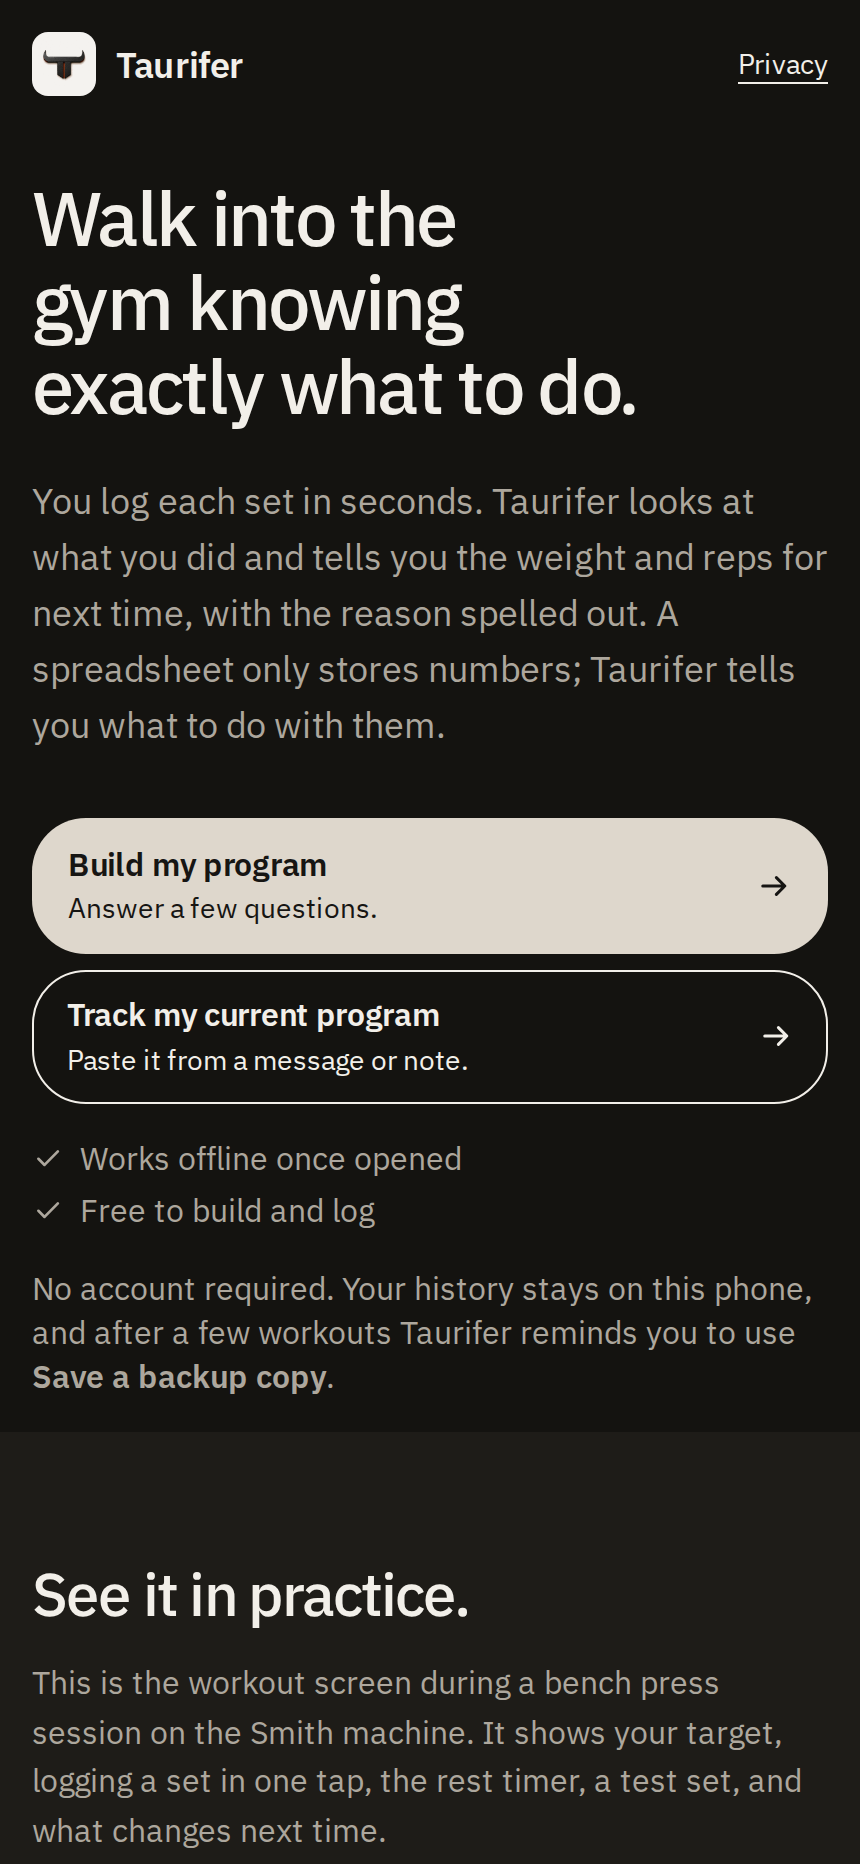 Taurifer
Privacy
Walk into the
gym knowing
exactly what to do.
You log each set in seconds. Taurifer looks at
what you did and tells you the weight and reps for
next time, with the reason spelled out. A
spreadsheet only stores numbers; Taurifer tells
you what to do with them.
Build my program
Answer a few questions.
Track my current program
Paste it from a message or note.
Works offline once opened
Free to build and log
No account required. Your history stays on this phone,
and after a few workouts Taurifer reminds you to use
Save a backup copy.
See it in practice.
This is the workout screen during a bench press
session on the Smith machine. It shows your target,
logging a set in one tap, the rest timer, a test set, and
what changes next time.